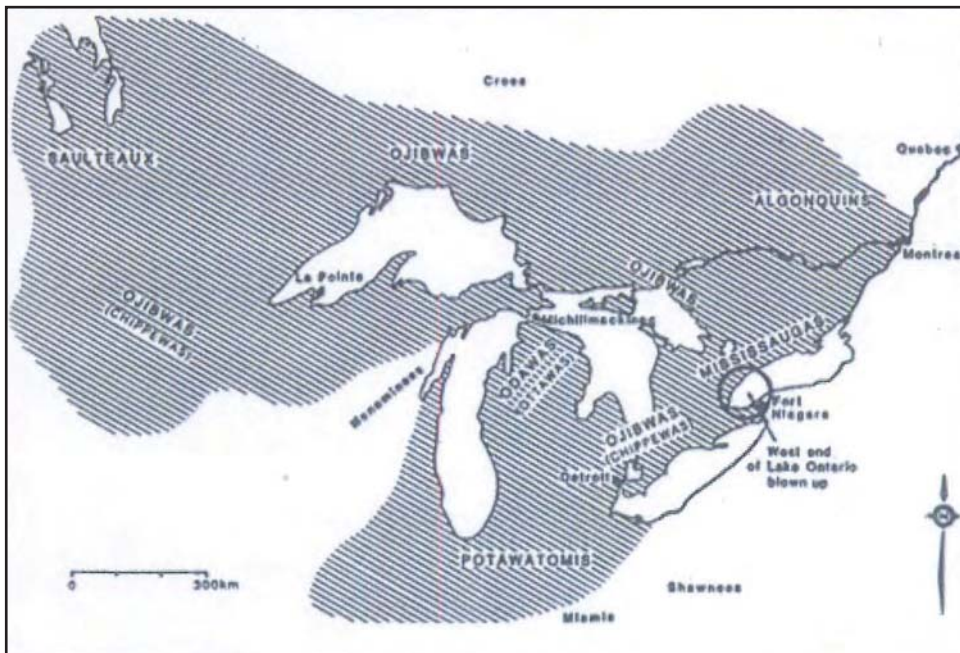 Crees
Quebec
SAULTEAUX
OJIBWAS
ALGONQUINS
Montrea
La Pointe
OJIBWAS
Michilimackinac
OJIBWAS
(CHIPPEWAS)
MISSISSAUGAS
Menominees
ODAWAS
(OTTAWAS)
Fort
Niagara
OJIBWAS
(CHIPPEWAS)
West end
of Lake Ontario
blown up
Detroit
POTAWATOMIS
0 300km
Shawnees
Miamis